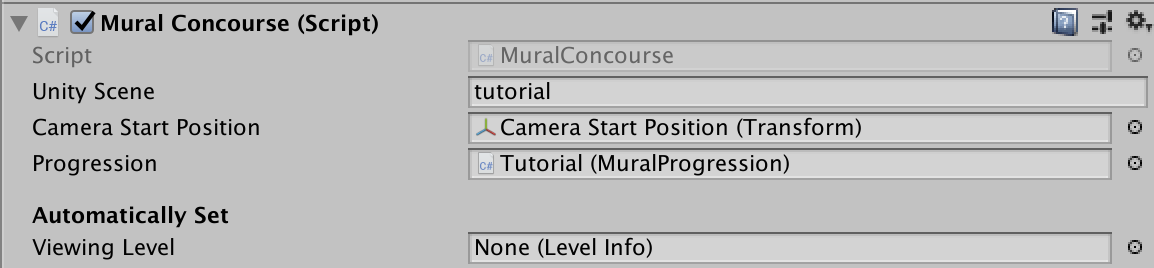 Mural Concourse (Script)
Script MuralConcourse
Unity Scene tutorial
Camera Start Position Camera Start Position (Transform)
Progression Tutorial (MuralProgression)
Automatically Set
Viewing Level None (Level Info)